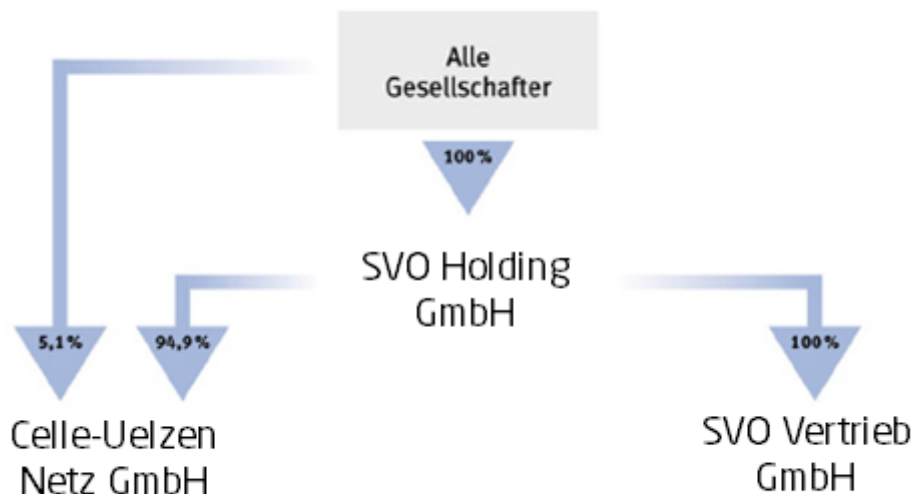 Alle
Gesellschafter
100%
SVO Holding
GmbH
5,1%
94,9%
100%
Celle-Uelzen
Netz GmbH
SVO Vertrieb
GmbH